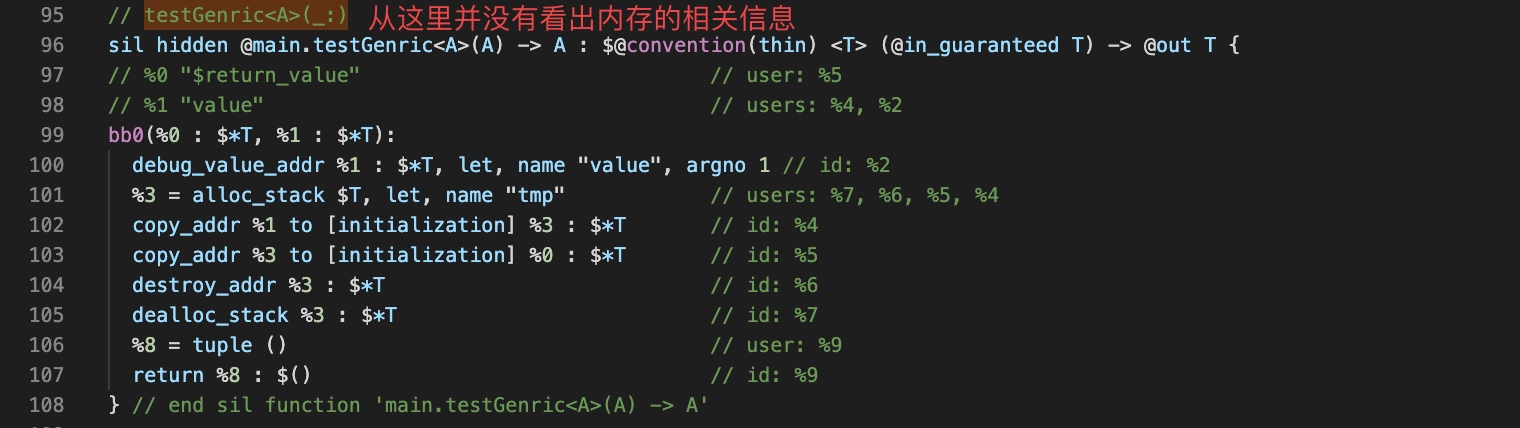 95 // testGenric<A>(_:) 从这里并没有看出内存的相关信息
96 sil hidden @main.testGenric<A>(A) -> A : $@convention(thin) <T> (@in_guaranteed T) -> @out T {
97 // %0 "$return_value" // user: %5
98 // %1 "value" // users: %4, %2
99 bb0(%0 : $*T, %1 : $*T):
100 debug_value_addr %1 : $*T, let, name "value", argno 1 // id: %2
101 %3 = alloc_stack $T, let, name "tmp" // users: %7, %6, %5, %4
102 copy_addr %1 to [initialization] %3 : $*T // id: %4
103 copy_addr %3 to [initialization] %0 : $*T // id: %5
104 destroy_addr %3 : $*T // id: %6
105 dealloc_stack %3 : $*T // id: %7
106 %8 = tuple () // user: %9
107 return %8 : $() // id: %9
108 } // end sil function 'main.testGenric<A>(A) -> A'